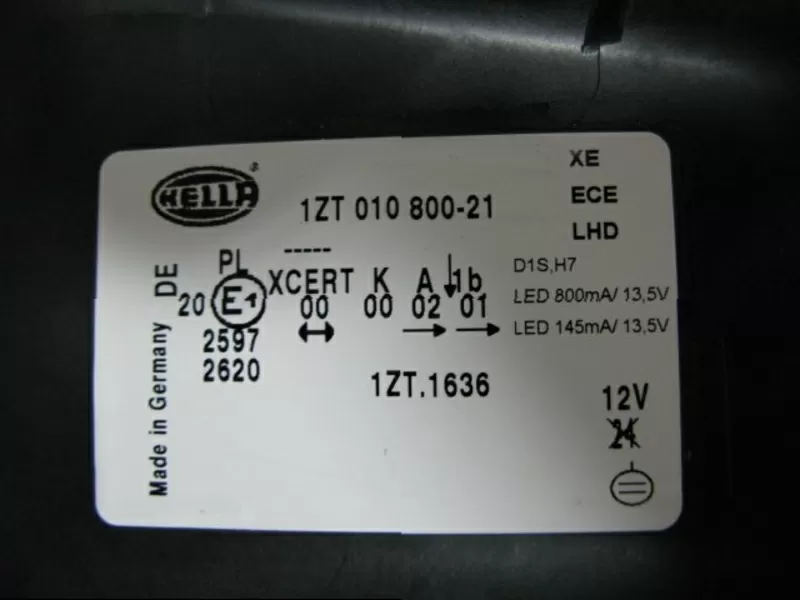 HELLA®
1ZT 010 800-21
XE
ECE
LHD
-----
DE
PL
XCERT K A 1b
20 E1 00 00 02 01
2597
2620
D1S,H7
LED 800mA/ 13,5V
LED 145mA/ 13,5V
1ZT.1636
Made in Germany
12V
24